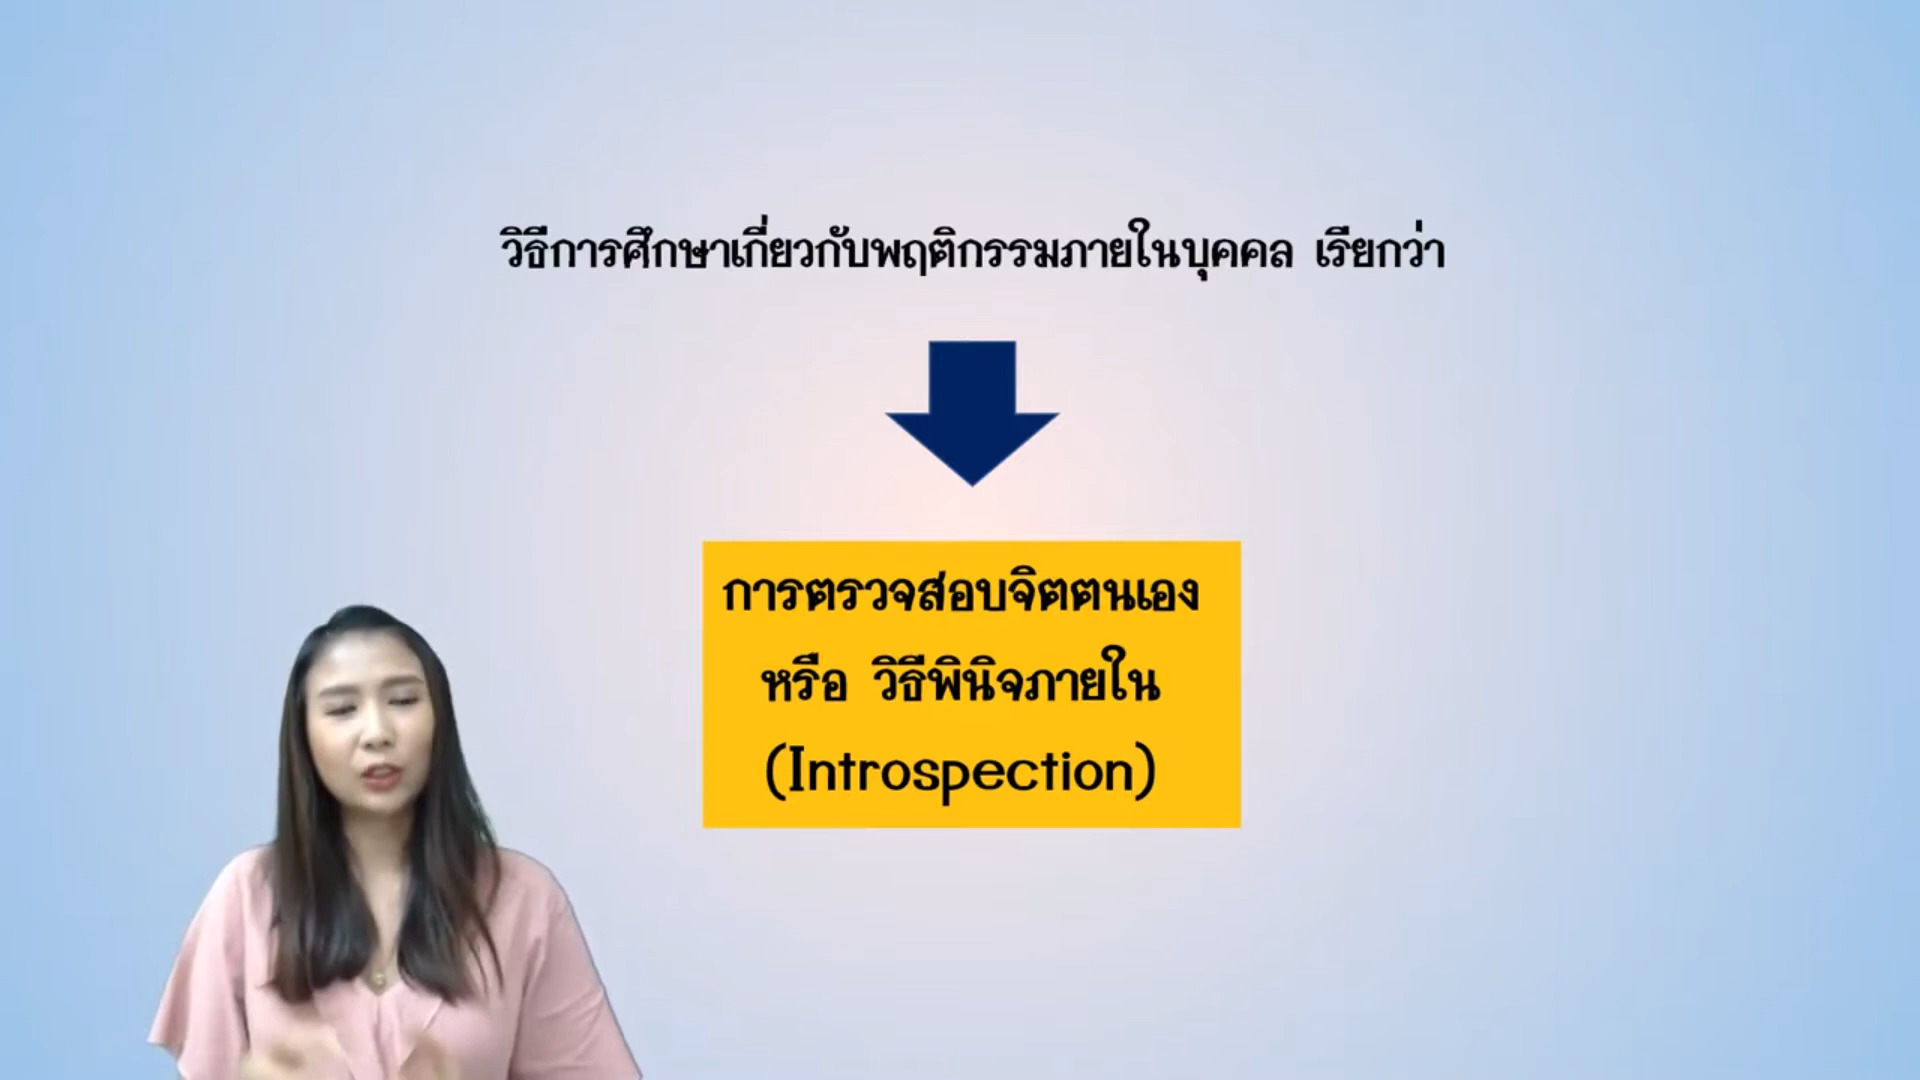 วิธีการศึกษาเกี่ยวกับพฤติกรรมภายในบุคคล เรียกว่า
การตรวจสอบจิตตนเอง
หรือ วิธีพินิจภายใน
(Introspection)